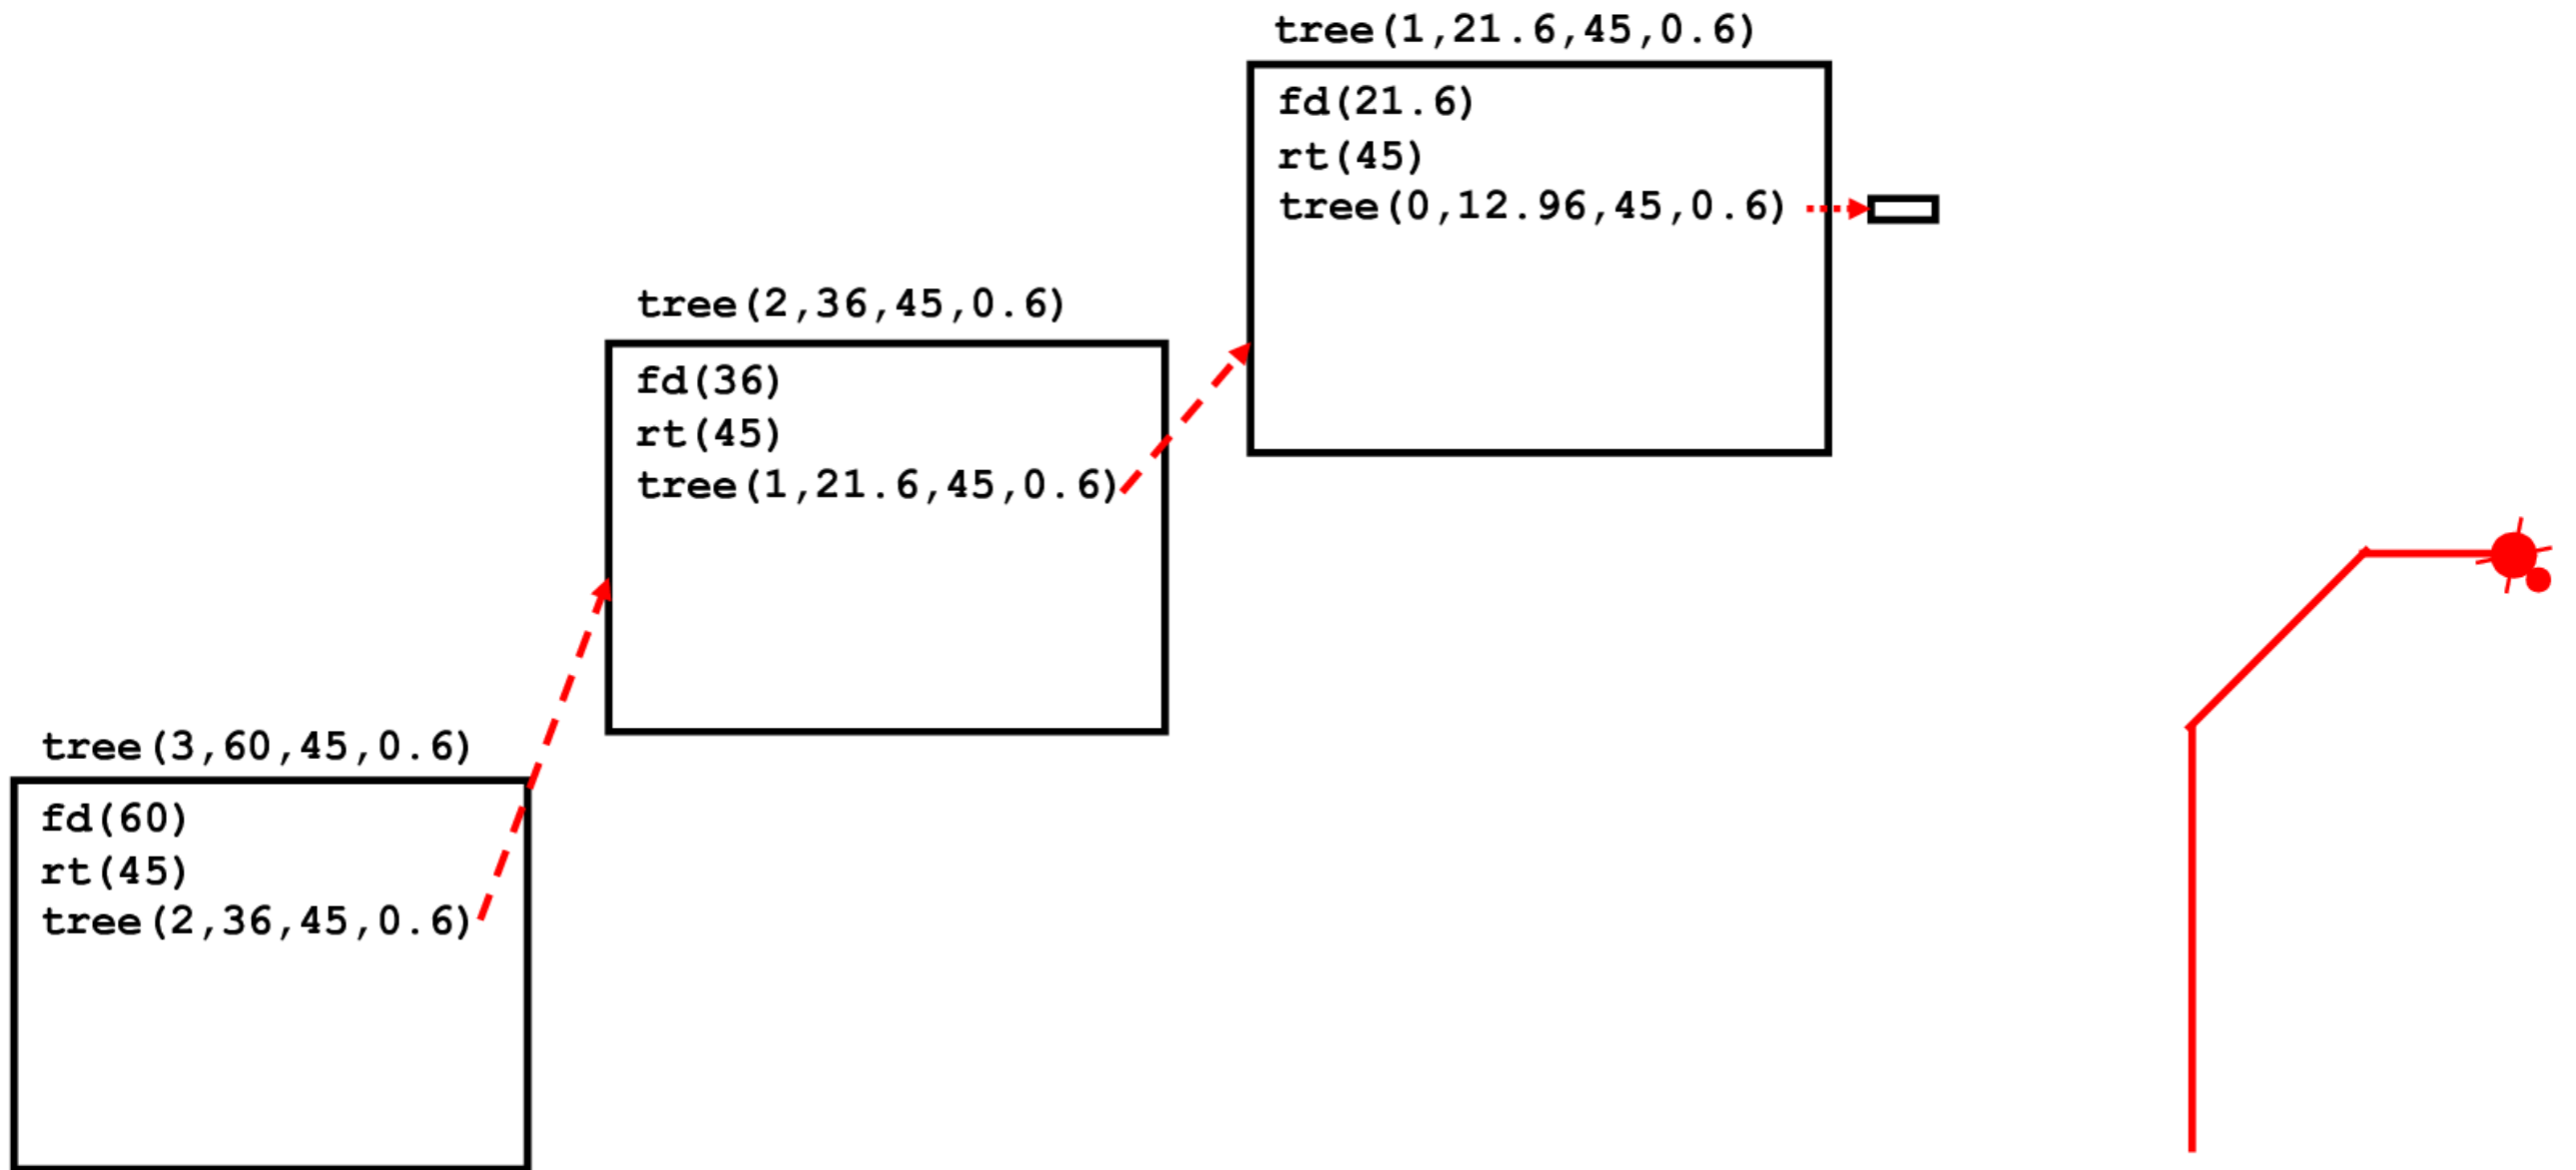 tree(1,21.6,45,0.6)
fd(21.6)
rt(45)
tree(0,12.96,45,0.6)
tree(2,36,45,0.6)
fd(36)
rt(45)
tree(1,21.6,45,0.6)
tree(3,60,45,0.6)
fd(60)
rt(45)
tree(2,36,45,0.6)